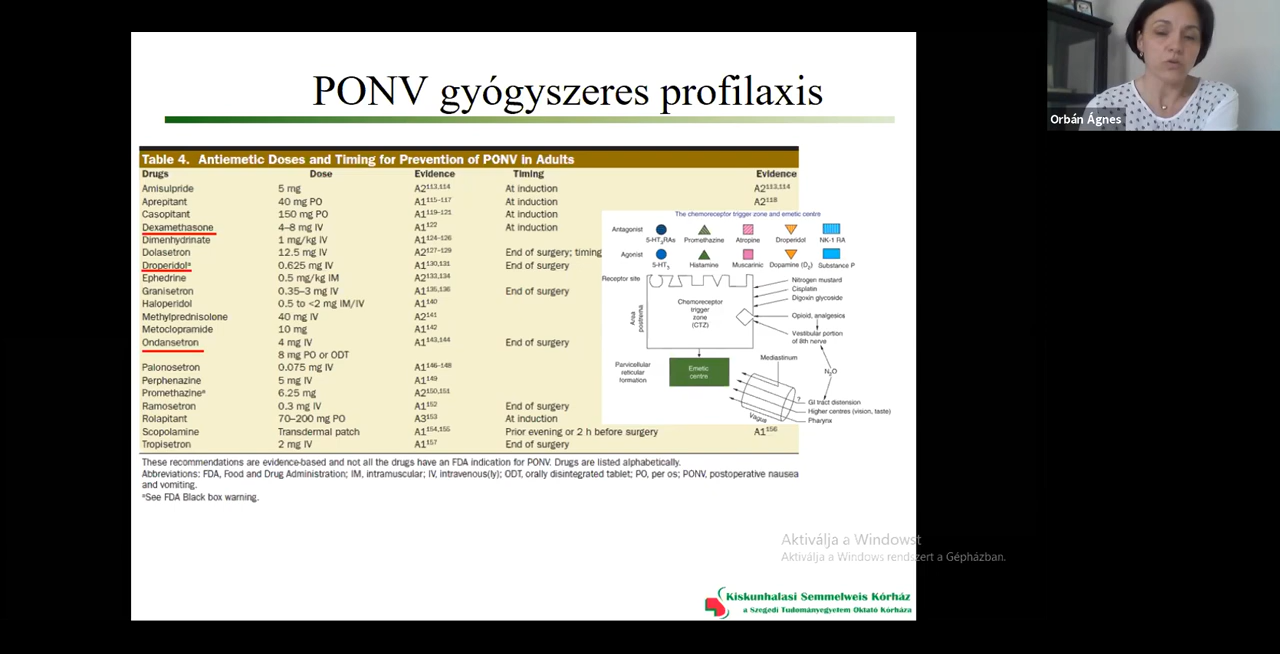 PONV gyógyszeres profilaxis
Orbán Ágnes
Table 4. Antiemetic Doses and Timing for Prevention of PONV in Adults
Drugs Dose Evidence Timing Evidence
Amisulpride 5 mg A2113,114 At induction A2113,114
Aprepitant 40 mg PO A1115–117 At induction A2118
Casopitant 150 mg PO A1119–121 At induction
Dexamethasone 4–8 mg IV A1122 At induction
Dimenhydrinate 1 mg/kg IV A1124–126
Dolasetron 12.5 mg IV A2127–129 End of surgery; timing
Droperidola 0.625 mg IV A1130,131 End of surgery
Ephedrine 0.5 mg/kg IM A2133,134
Granisetron 0.35–3 mg IV A1135,136 End of surgery
Haloperidol 0.5 to <2 mg IM/IV A1140
Methylprednisolone 40 mg IV A2141
Metoclopramide 10 mg A1142
Ondansetron 4 mg IV A1143,144 End of surgery
8 mg PO or ODT
Palonosetron 0.075 mg IV A1146–148
Perphenazine 5 mg IV A1149
Promethazinea 6.25 mg A2150,151
Ramosetron 0.3 mg IV A1152 End of surgery
Rolapitant 70–200 mg PO A3153 At induction
Scopolamine Transdermal patch A1154,155 Prior evening or 2 h before surgery A1156
Tropisetron 2 mg IV A1157 End of surgery
These recommendations are evidence-based and not all the drugs have an FDA indication for PONV. Drugs are listed alphabetically.
Abbreviations: FDA, Food and Drug Administration; IM, intramuscular; IV, intravenous(ly); ODT, orally disintegrated tablet; PO, per os; PONV, postoperative nausea
and vomiting.
aSee FDA Black box warning.
The chemoreceptor trigger zone and emetic centre
Antagonist
5-HT3RAs Promethazine Atropine Droperidol NK-1 RA
Agonist
5-HT3 Histamine Muscarinic Dopamine (D2) Substance P
Receptor site
Nitrogen mustard
Cisplatin
Digoxin glycoside
Area
postrema
Chemoreceptor
trigger
zone
(CTZ)
Opioid, analgesics
Vestibular portion
of 8th nerve
Mediastinum
Parvicellular
reticular
formation
Emetic
centre
N2O
?
GI tract distension
Higher centres (vision, taste)
Pharynx
Vagus
Aktiválja a Windowst
Aktiválja a Windows rendszert a Gépházban.
Kiskunhalasi Semmelweis Kórház
a Szegedi Tudományegyetem Oktató Kórháza